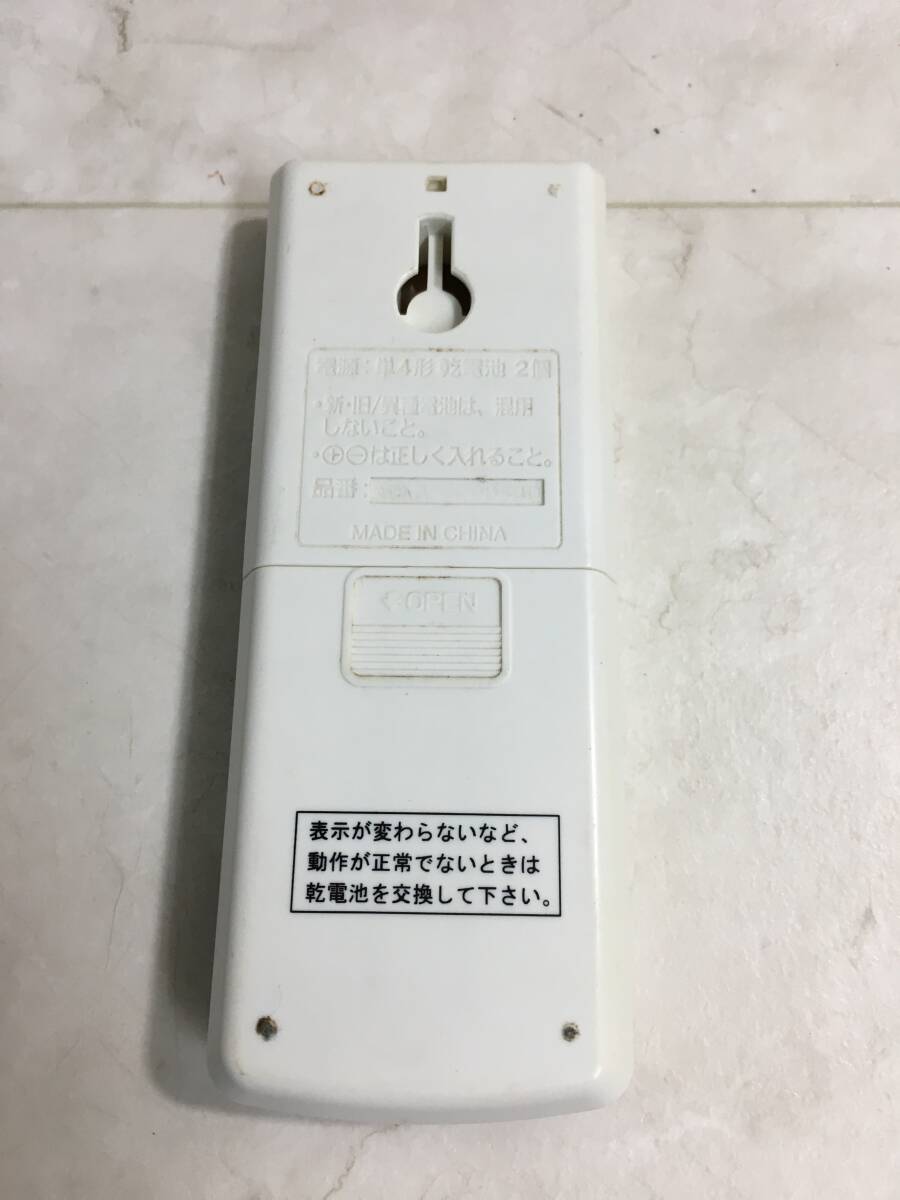 電源:単4形 乾電池 2個
・新・旧/異種電池は、混用
しないこと。
・⊕⊖は正しく入れること。
品番:
MADE IN CHINA
<OPEN
表示が変わらないなど、
動作が正常でないときは
乾電池を交換して下さい。